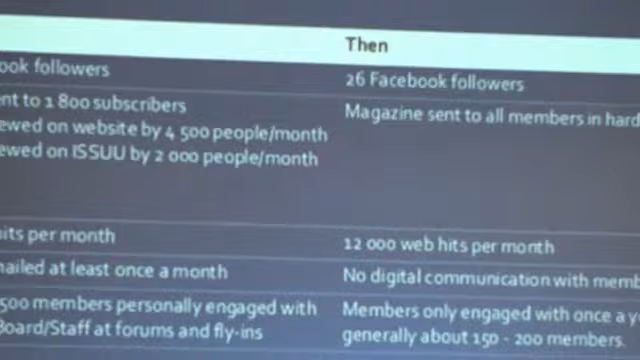 Then
ook followers
26 Facebook followers
nt to 1 800 subscribers
ewed on website by 4 500 people/month
ewed on ISSUU by 2 000 people/month
Magazine sent to all members in hard
its per month
12 000 web hits per month
nailed at least once a month
No digital communication with memb
500 members personally engaged with
Board/Staff at forums and fly-ins
Members only engaged with once a y
generally about 150 - 200 members.